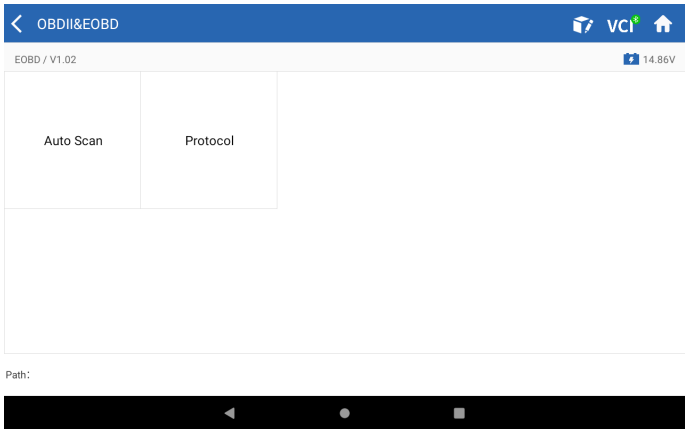 OBDII&EOBD
VCI
EOBD / V1.02
14.86V
Auto Scan
Protocol
Path: